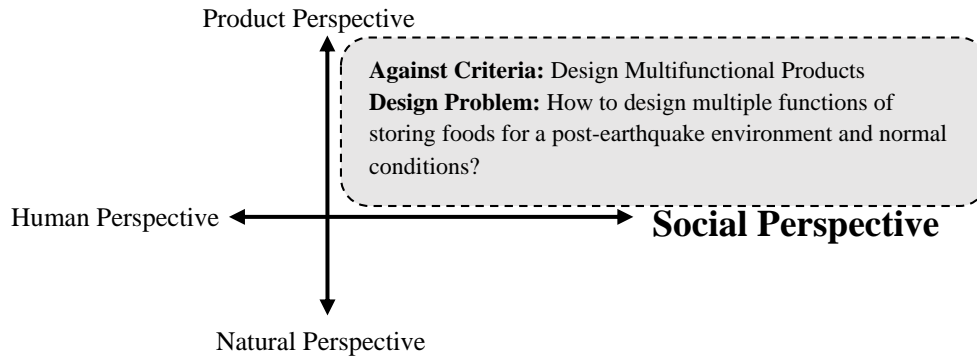 Product Perspective
Against Criteria: Design Multifunctional Products
Design Problem: How to design multiple functions of
storing foods for a post-earthquake environment and normal
conditions?
Human Perspective
Social Perspective
Natural Perspective